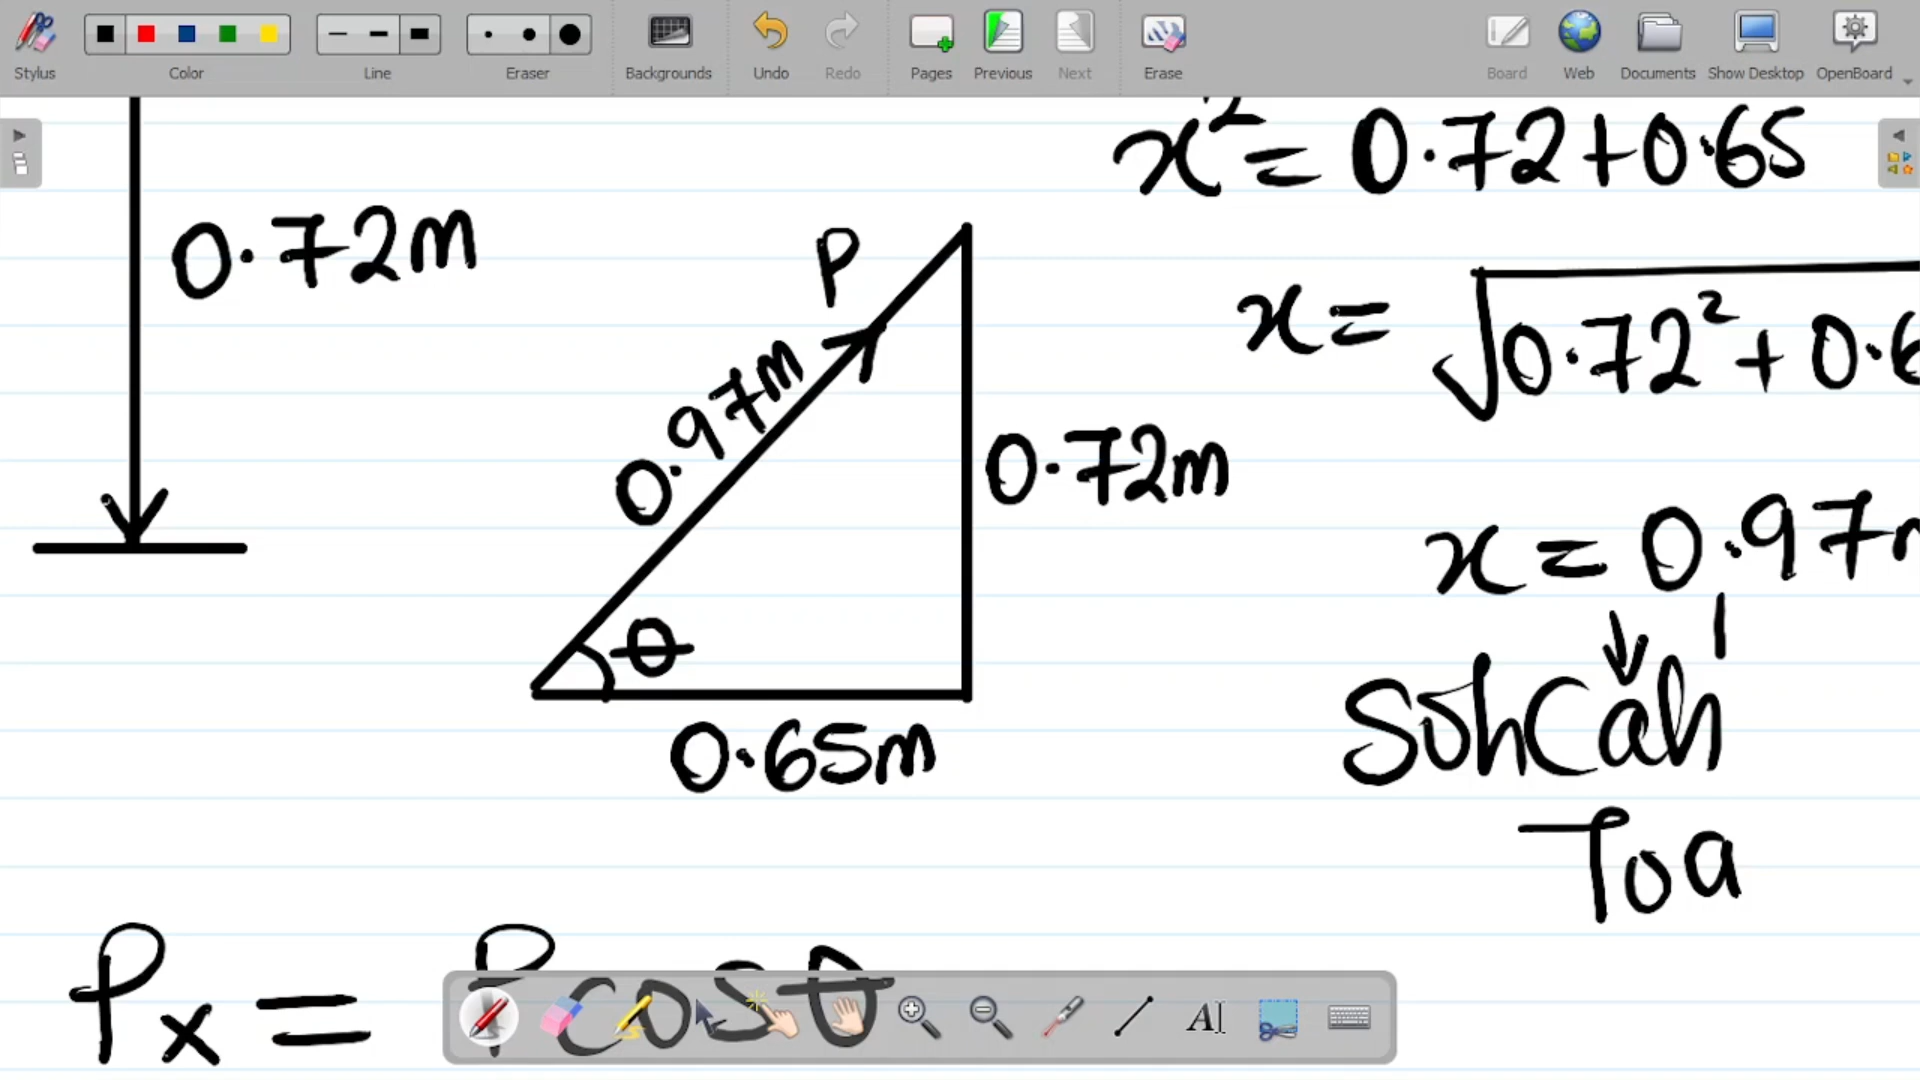 Stylus
Color
Line
Eraser
Backgrounds
Undo
Redo
Pages
Previous
Next
Erase
Board
Web
Documents
Show Desktop
OpenBoard
x² = 0.72+0.65
0.72m
P
x = √0.72² + 0.6
0.97m
0.72m
x = 0.97m
θ
Sohcah
0.65m
Toa
Px = Pcosθ